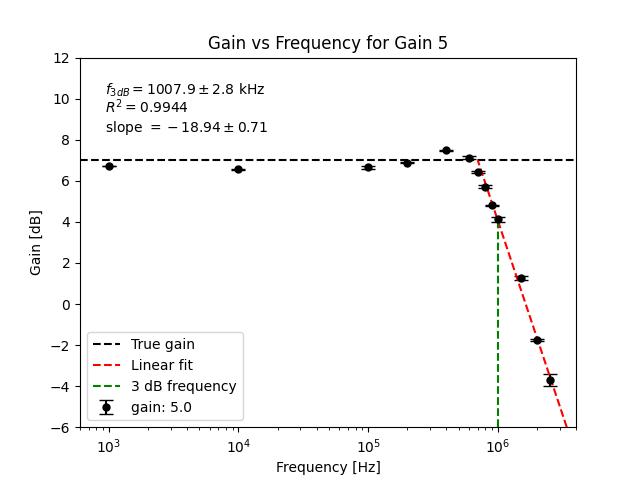 Gain vs Frequency for Gain 5
12
10
8
6
4
2
0
−2
−4
−6
Gain [dB]
f3dB = 1007.9 ± 2.8 kHz
R² = 0.9944
slope = −18.94 ± 0.71
True gain
Linear fit
3 dB frequency
gain: 5.0
10³ 10⁴ 10⁵ 10⁶
Frequency [Hz]